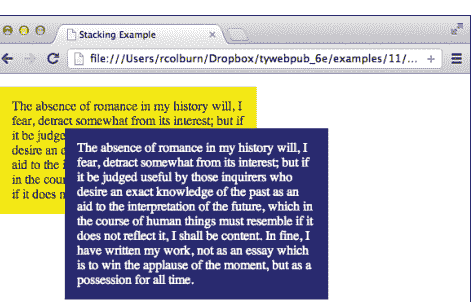 Stacking Example
file:///Users/rcolburn/Dropbox/tywebpub_6e/examples/11/...
The absence of romance in my history will, I
fear, detract somewhat from its interest; but if
it be judge
desire an
aid to the
in the cour
if it does n
The absence of romance in my history will, I
fear, detract somewhat from its interest; but if
it be judged useful by those inquirers who
desire an exact knowledge of the past as an
aid to the interpretation of the future, which in
the course of human things must resemble if it
does not reflect it, I shall be content. In fine, I
have written my work, not as an essay which
is to win the applause of the moment, but as a
possession for all time.